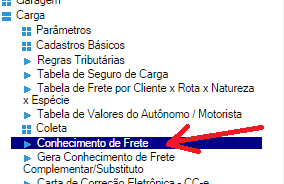 Garagem
Carga
Parâmetros
Cadastros Básicos
Regras Tributárias
Tabela de Seguro de Carga
Tabela de Frete por Cliente x Rota x Natureza
x Espécie
Tabela de Valores do Autônomo / Motorista
Coleta
Conhecimento de Frete
Gera Conhecimento de Frete
Complementar/Substituto
Carta de Correção Eletrônica - CC-e